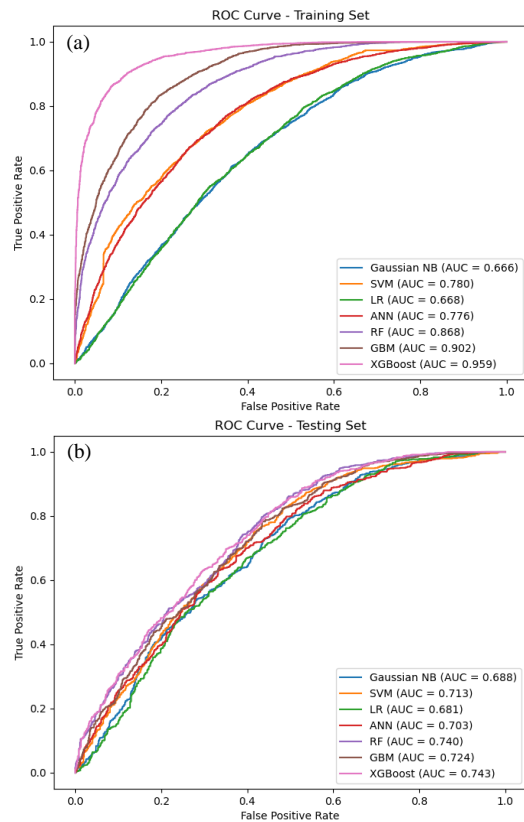 ROC Curve - Training Set
(a)
1.0
0.8
0.6
0.4
0.2
0.0
True Positive Rate
Gaussian NB (AUC = 0.666)
SVM (AUC = 0.780)
LR (AUC = 0.668)
ANN (AUC = 0.776)
RF (AUC = 0.868)
GBM (AUC = 0.902)
XGBoost (AUC = 0.959)
0.0 0.2 0.4 0.6 0.8 1.0
False Positive Rate
ROC Curve - Testing Set
(b)
1.0
0.8
0.6
0.4
0.2
0.0
True Positive Rate
Gaussian NB (AUC = 0.688)
SVM (AUC = 0.713)
LR (AUC = 0.681)
ANN (AUC = 0.703)
RF (AUC = 0.740)
GBM (AUC = 0.724)
XGBoost (AUC = 0.743)
0.0 0.2 0.4 0.6 0.8 1.0
False Positive Rate